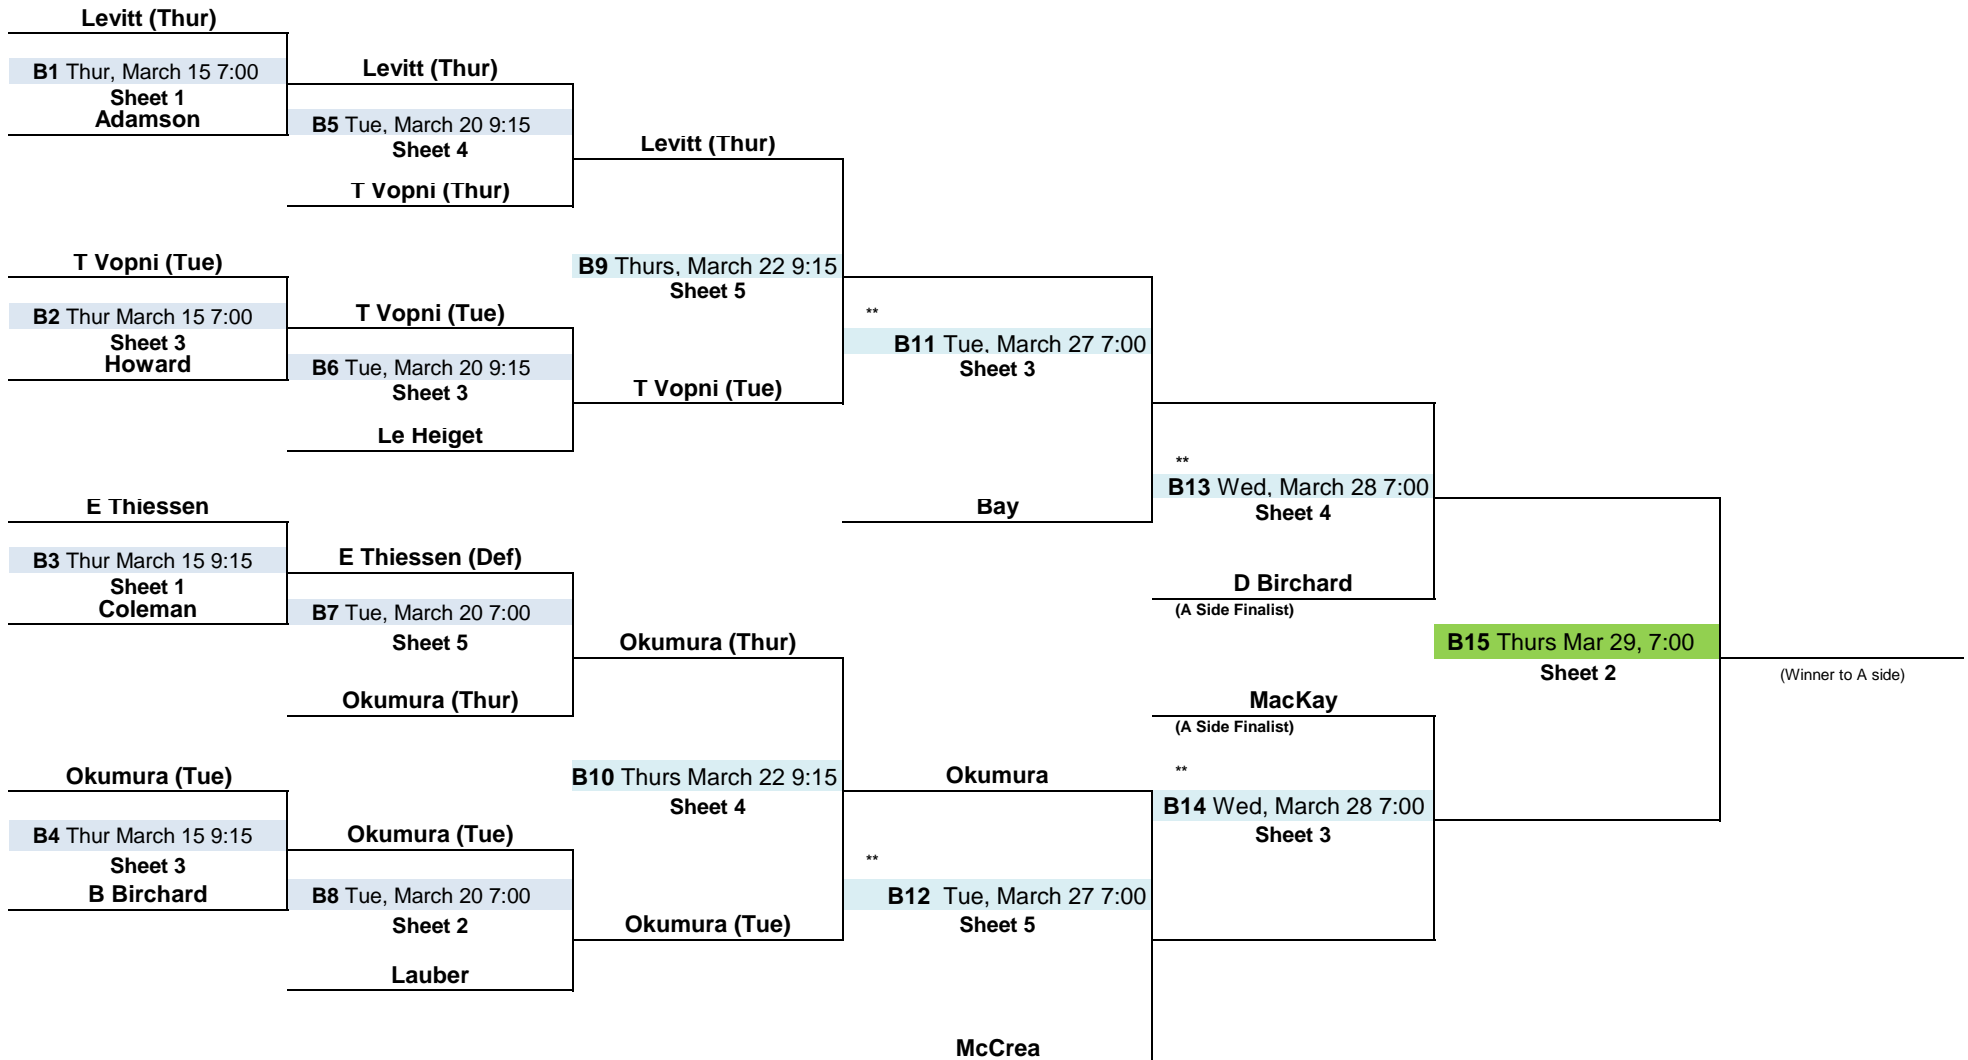 Levitt (Thur)
B1 Thur, March 15 7:00
Sheet 1
Adamson
T Vopni (Tue)
B2 Thur March 15 7:00
Sheet 3
Howard
E Thiessen
B3 Thur March 15 9:15
Sheet 1
Coleman
Okumura (Tue)
B4 Thur March 15 9:15
Sheet 3
B Birchard
Levitt (Thur)
B5 Tue, March 20 9:15
Sheet 4
T Vopni (Thur)
T Vopni (Tue)
B6 Tue, March 20 9:15
Sheet 3
Le Heiget
E Thiessen (Def)
B7 Tue, March 20 7:00
Sheet 5
Okumura (Thur)
Okumura (Tue)
B8 Tue, March 20 7:00
Sheet 2
Lauber
Levitt (Thur)
B9 Thurs, March 22 9:15
Sheet 5
T Vopni (Tue)
Okumura (Thur)
B10 Thurs March 22 9:15
Sheet 4
Okumura (Tue)
**
B11 Tue, March 27 7:00
Sheet 3
Bay
Okumura
**
B12 Tue, March 27 7:00
Sheet 5
McCrea
**
B13 Wed, March 28 7:00
Sheet 4
D Birchard
(A Side Finalist)
MacKay
(A Side Finalist)
**
B14 Wed, March 28 7:00
Sheet 3
B15 Thurs Mar 29, 7:00
Sheet 2
(Winner to A side)